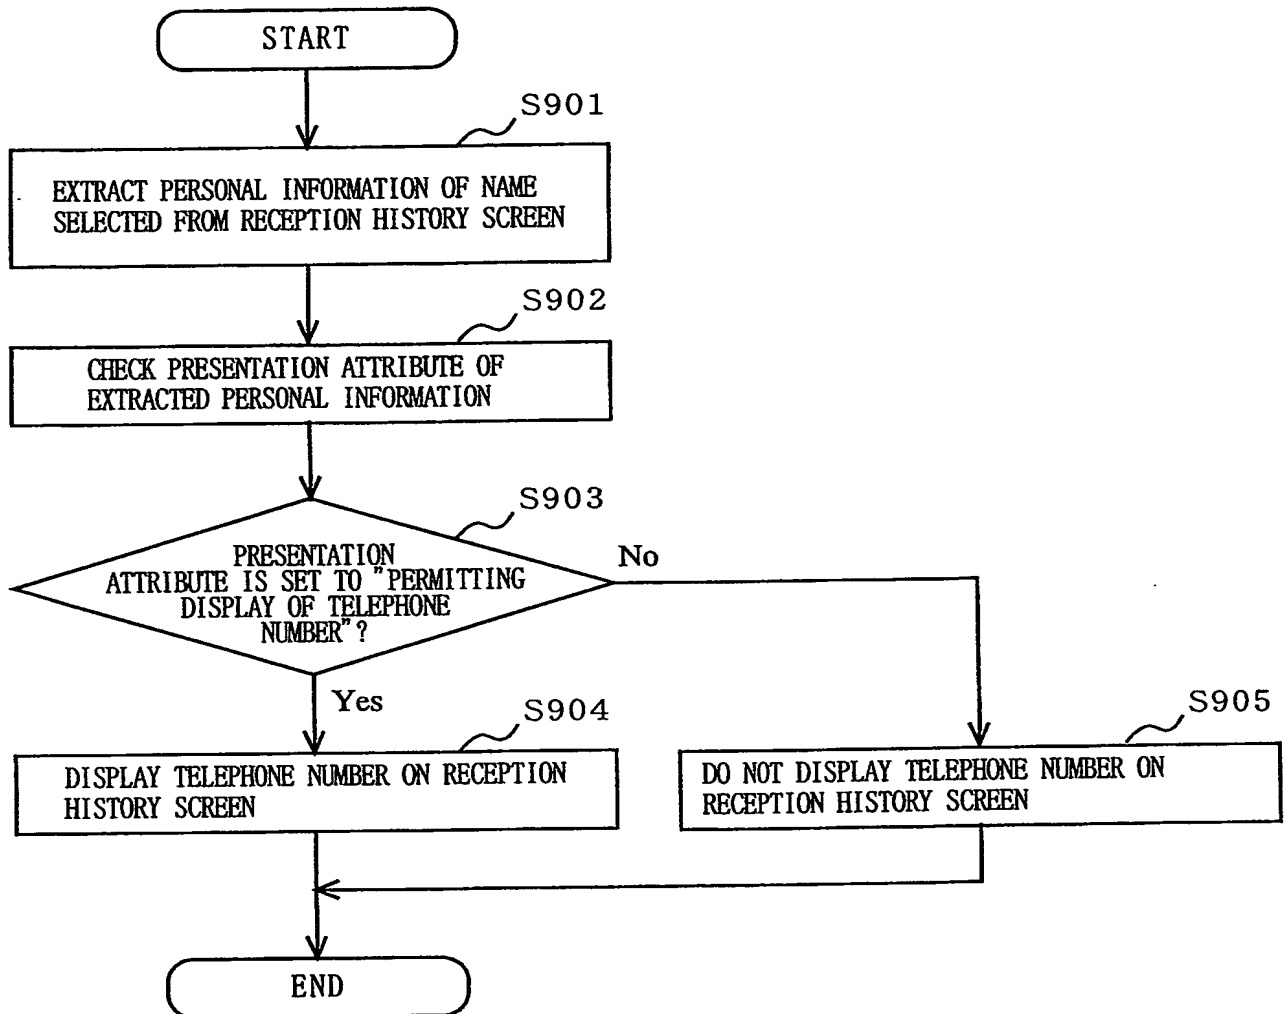 START
S901
EXTRACT PERSONAL INFORMATION OF NAME
SELECTED FROM RECEPTION HISTORY SCREEN
S902
CHECK PRESENTATION ATTRIBUTE OF
EXTRACTED PERSONAL INFORMATION
S903
PRESENTATION
ATTRIBUTE IS SET TO "PERMITTING
DISPLAY OF TELEPHONE
NUMBER"?
No
Yes
S904
DISPLAY TELEPHONE NUMBER ON RECEPTION
HISTORY SCREEN
S905
DO NOT DISPLAY TELEPHONE NUMBER ON
RECEPTION HISTORY SCREEN
END